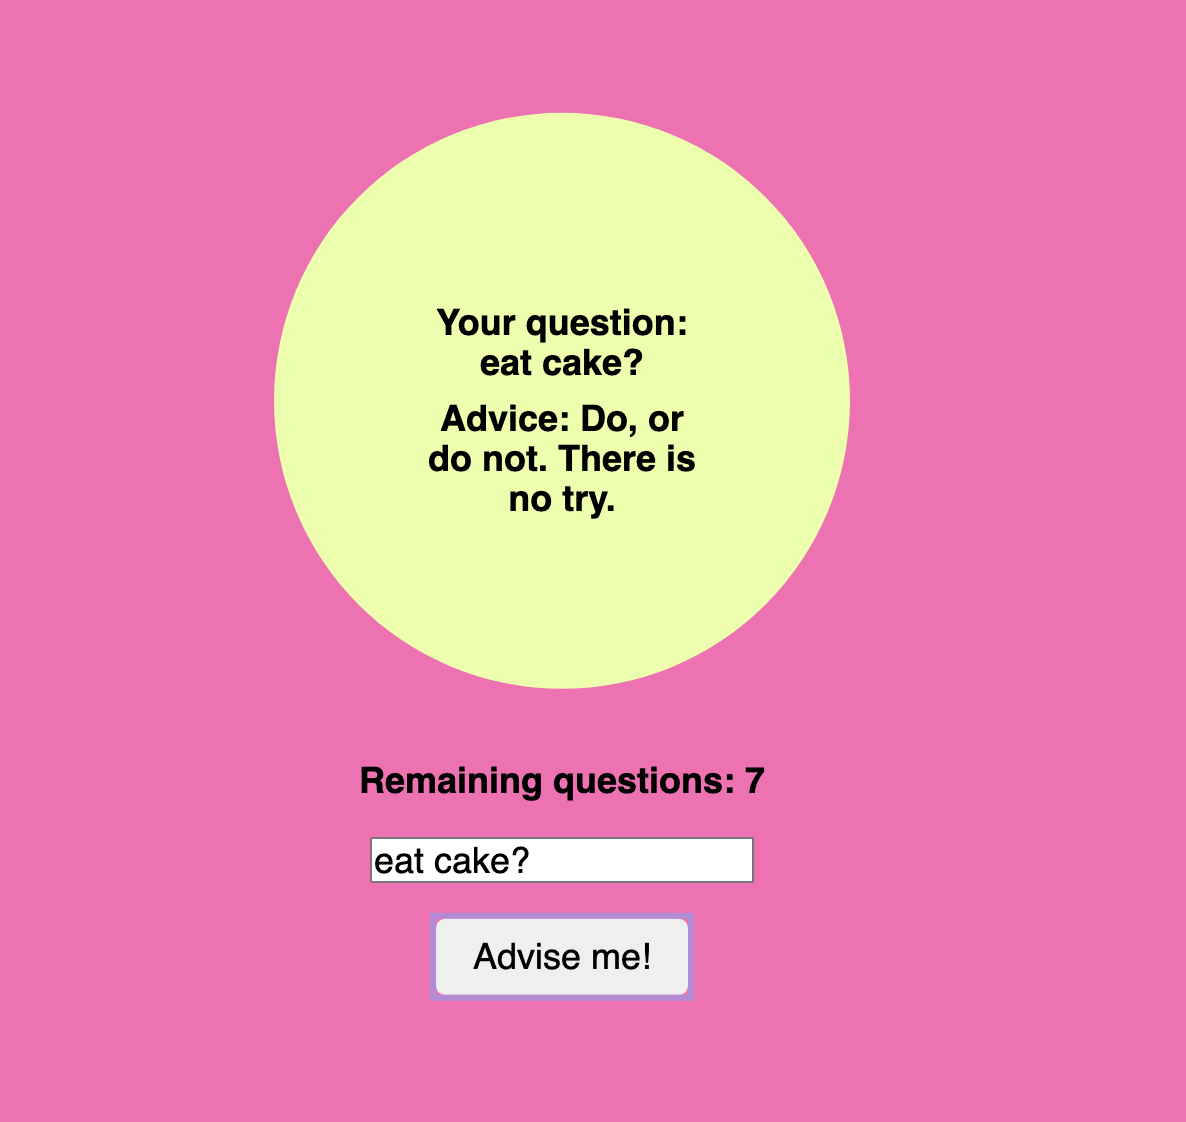 Your question:
eat cake?
Advice: Do, or
do not. There is
no try.
Remaining questions: 7
eat cake?
Advise me!